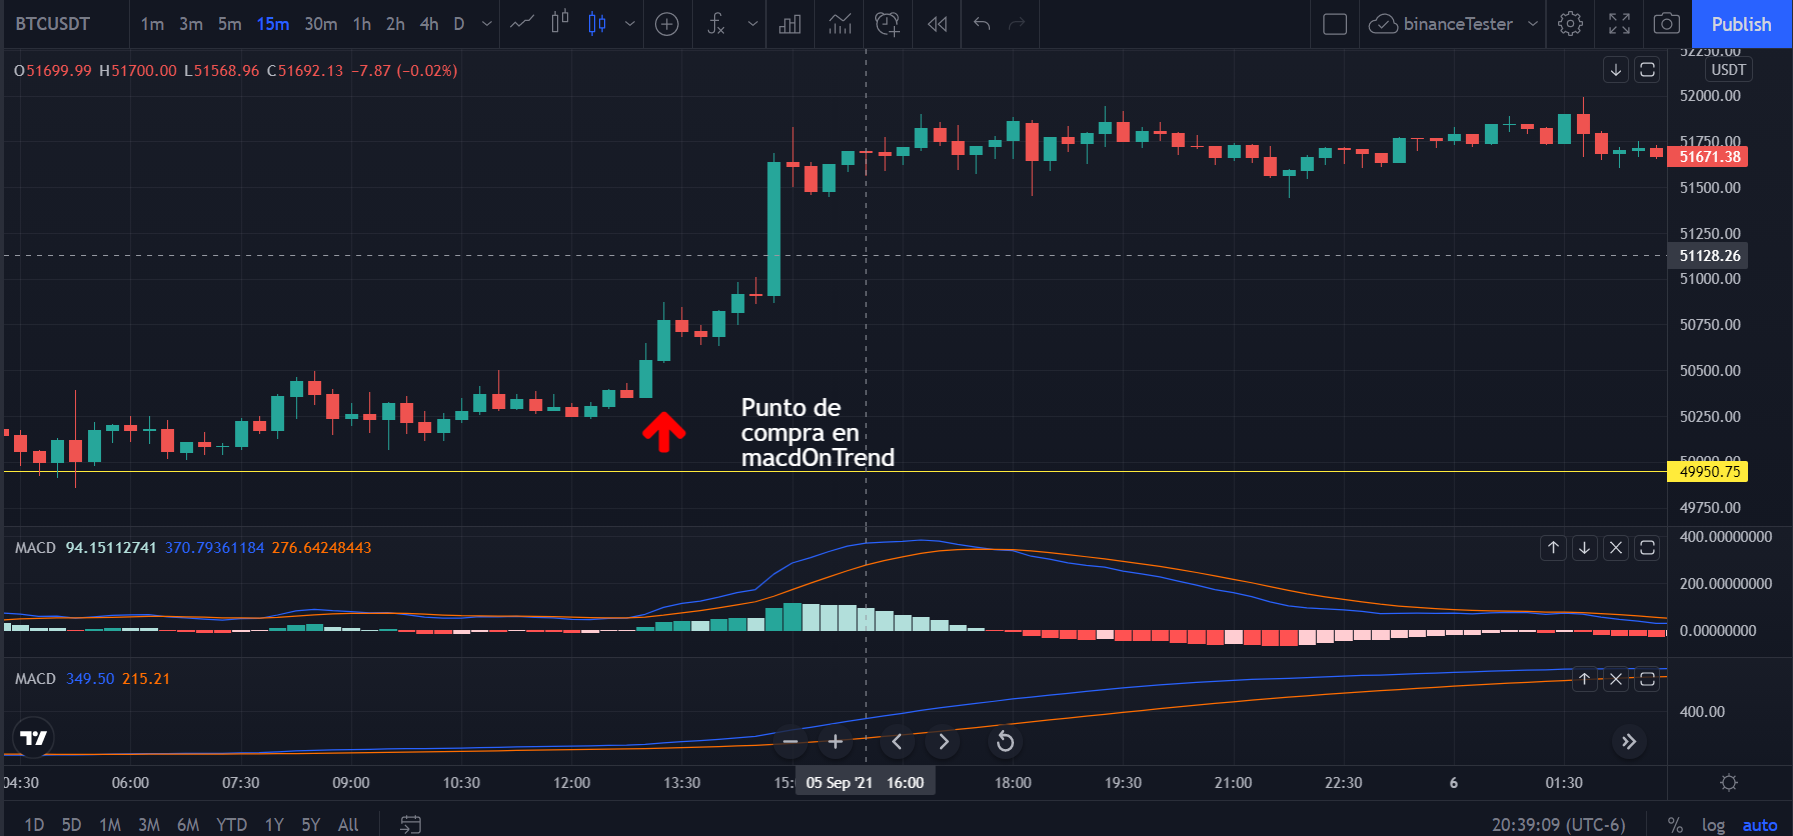 BTCUSDT 1m 3m 5m 15m 30m 1h 2h 4h D fx binanceTester Publish
O51699.99 H51700.00 L51568.96 C51692.13 −7.87 (−0.02%)
52250.00
USDT
52000.00
51750.00
51671.38
51500.00
51250.00
51128.26
51000.00
50750.00
50500.00
50250.00
50000.00
49950.75
49750.00
Punto de
compra en
macdOnTrend
MACD 94.15112741 370.79361184 276.64248443
400.00000000
200.00000000
0.00000000
MACD 349.50 215.21
400.00
04:30 06:00 07:30 09:00 10:30 12:00 13:30 15: 05 Sep '21 16:00 18:00 19:30 21:00 22:30 6 01:30
1D 5D 1M 3M 6M YTD 1Y 5Y All 20:39:09 (UTC-6) % log auto